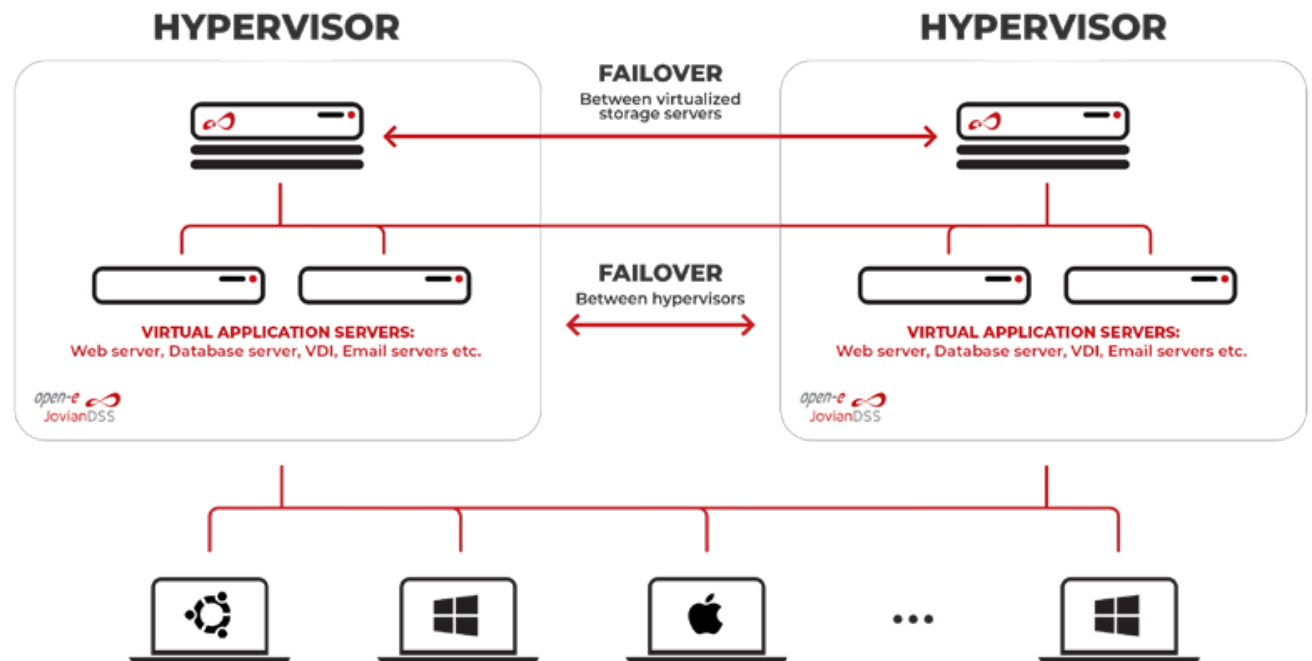 HYPERVISOR
HYPERVISOR
FAILOVER
Between virtualized
storage servers
FAILOVER
Between hypervisors
VIRTUAL APPLICATION SERVERS:
Web server, Database server, VDI, Email servers etc.
VIRTUAL APPLICATION SERVERS:
Web server, Database server, VDI, Email servers etc.
open-e
JovianDSS
open-e
JovianDSS